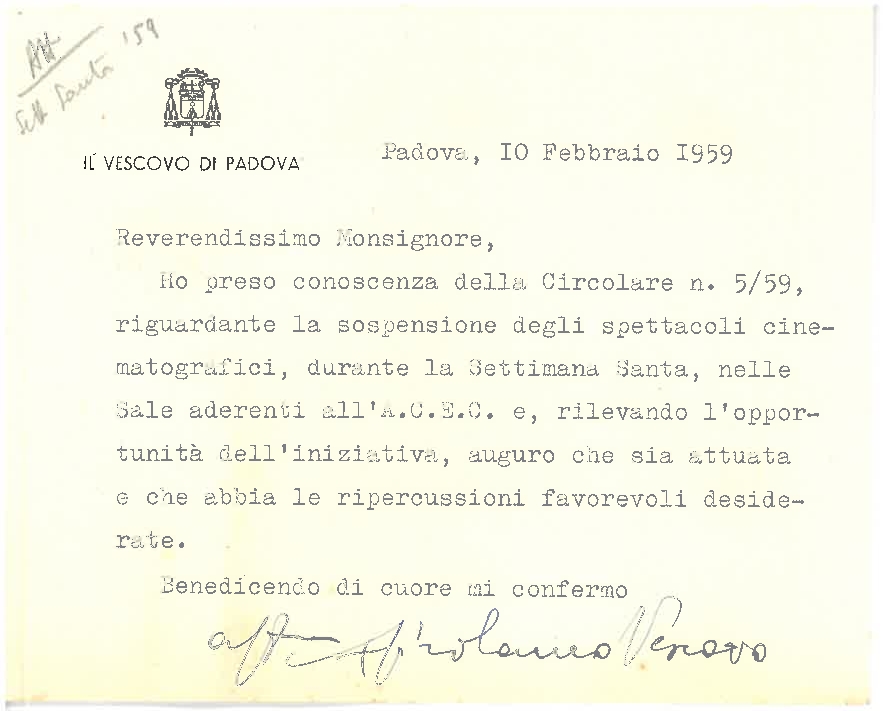 Att
Sett Santa '59
IL VESCOVO DI PADOVA
Padova, IO Febbraio I959
Reverendissimo Monsignore,
Ho preso conoscenza della Circolare n. 5/59,
riguardante la sospensione degli spettacoli cine-
matografici, durante la Settimana Santa, nelle
Sale aderenti all'A.C.E.C. e, rilevando l'oppor-
tunità dell'iniziativa, auguro che sia attuata
e che abbia le ripercussioni favorevoli deside-
rate.
Benedicendo di cuore mi confermo
Girolamo Vescovo